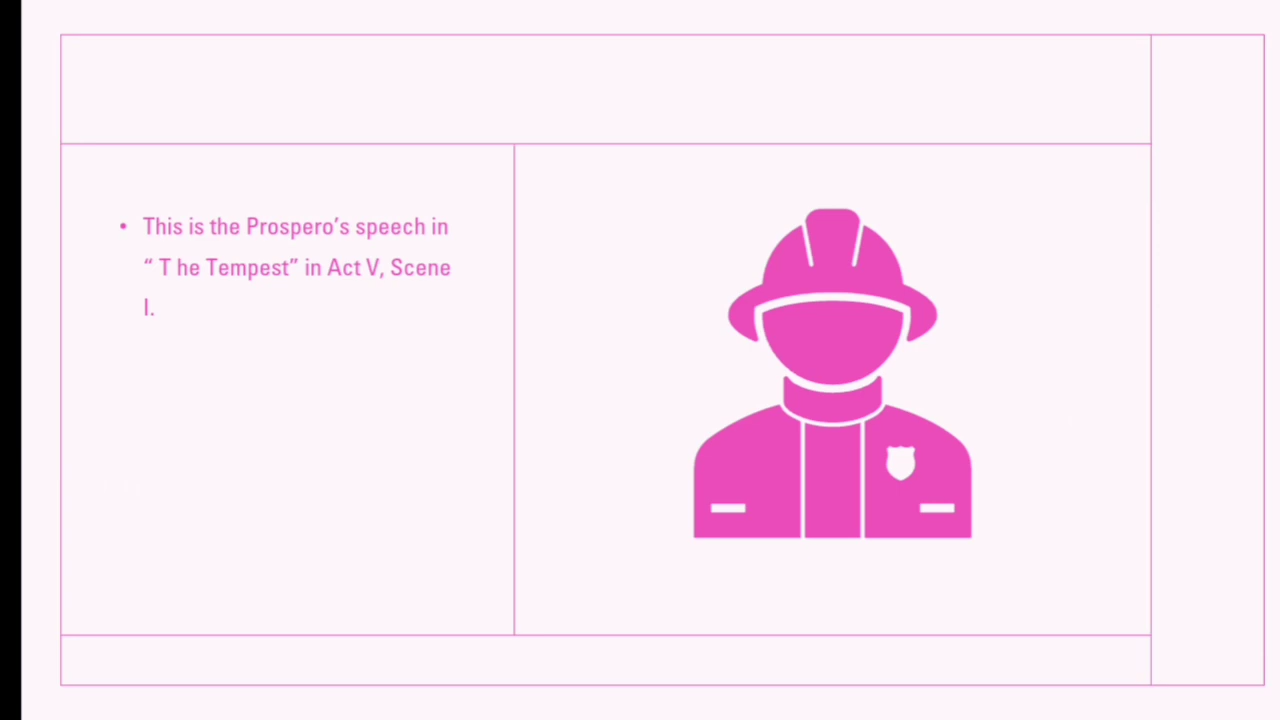 • This is the Prospero’s speech in
“ T he Tempest” in Act V, Scene
I.